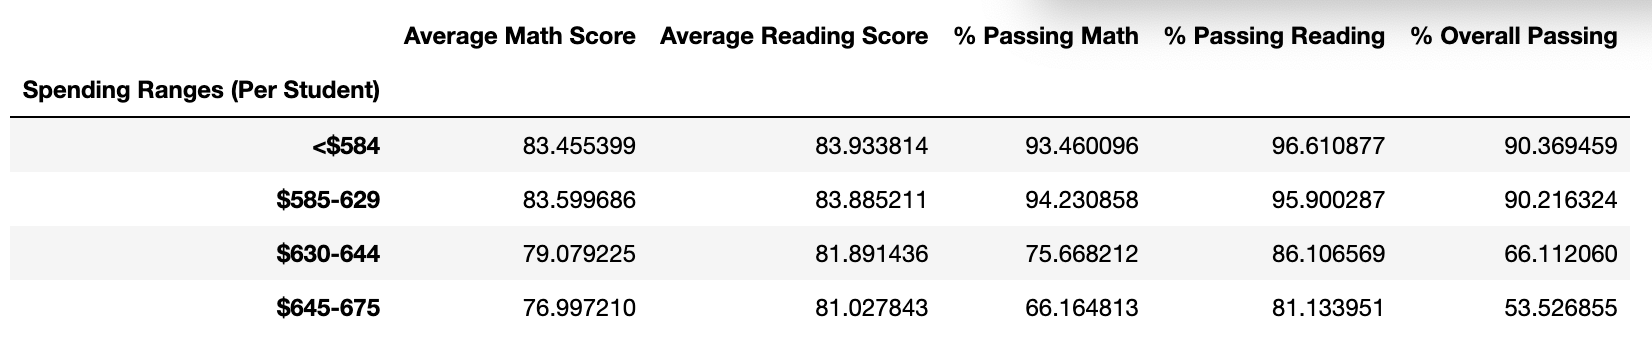 Average Math Score Average Reading Score % Passing Math % Passing Reading % Overall Passing
Spending Ranges (Per Student)
<$584 83.455399 83.933814 93.460096 96.610877 90.369459
$585-629 83.599686 83.885211 94.230858 95.900287 90.216324
$630-644 79.079225 81.891436 75.668212 86.106569 66.112060
$645-675 76.997210 81.027843 66.164813 81.133951 53.526855